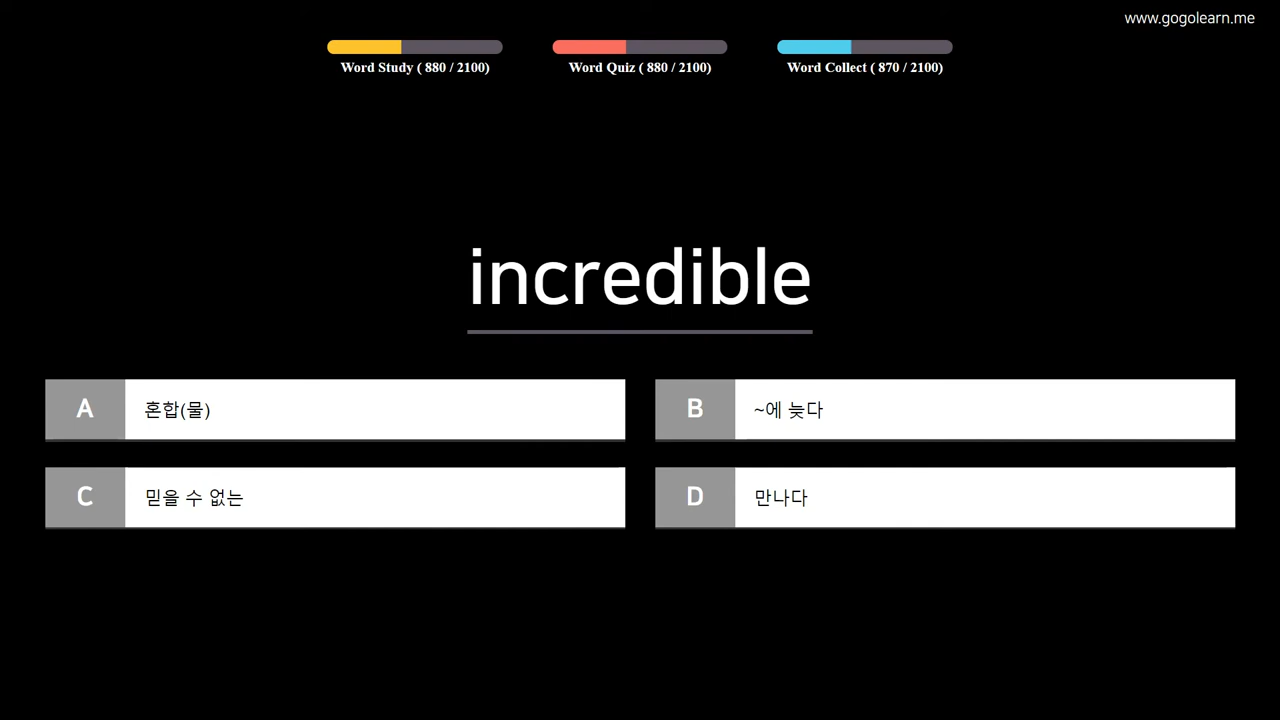 www.gogolearn.me
Word Study ( 880 / 2100)
Word Quiz ( 880 / 2100)
Word Collect ( 870 / 2100)
incredible
A 혼합(물)
B ~에 늦다
C 믿을 수 없는
D 만나다